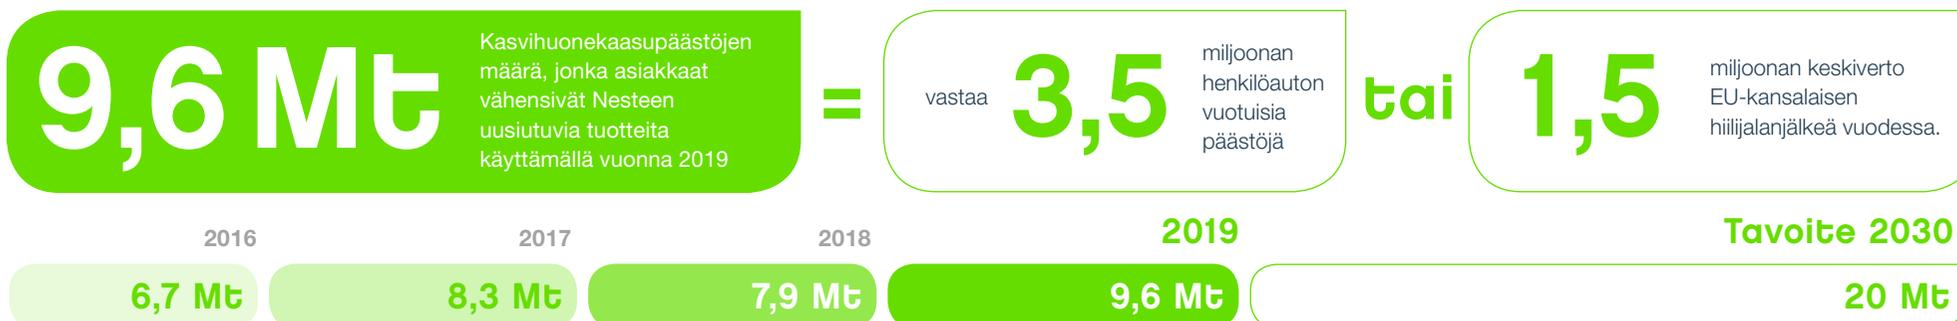 9,6 Mt
Kasvihuonekaasupäästöjen
määrä, jonka asiakkaat
vähensivät Nesteen
uusiutuvia tuotteita
käyttämällä vuonna 2019
=
vastaa
3,5
miljoonan
henkilöauton
vuotuisia
päästöjä
tai
1,5
miljoonan keskiverto
EU-kansalaisen
hiilijalanjälkeä vuodessa.
2016
2017
2018
2019
Tavoite 2030
6,7 Mt
8,3 Mt
7,9 Mt
9,6 Mt
20 Mt